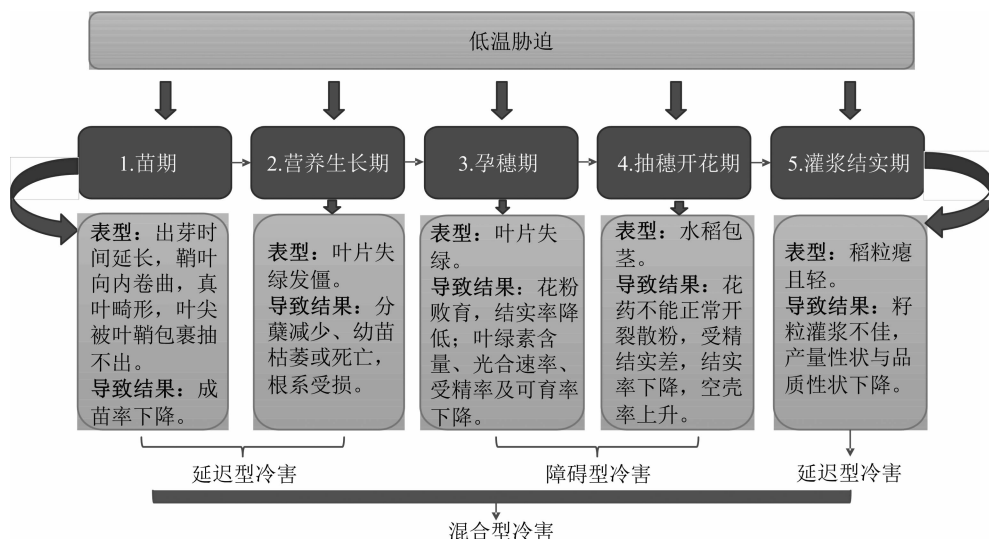 低温胁迫
1.苗期
2.营养生长期
3.孕穗期
4.抽穗开花期
5.灌浆结实期
表型：出芽时
间延长，鞘叶
向内卷曲，真
叶畸形，叶尖
被叶鞘包裹抽
不出。
导致结果：成
苗率下降。
表型：叶片失
绿发僵。
导致结果：分
蘖减少、幼苗
枯萎或死亡，
根系受损。
表型：叶片失
绿。
导致结果：花粉
败育，结实率降
低；叶绿素含
量、光合速率、
受精率及可育率
下降。
表型：水稻包
茎。
导致结果：花
药不能正常开
裂散粉，受精
结实差，结实
率下降，空壳
率上升。
表型：稻粒瘪
且轻。
导致结果：籽
粒灌浆不佳，
产量性状与品
质性状下降。
延迟型冷害
障碍型冷害
延迟型冷害
混合型冷害